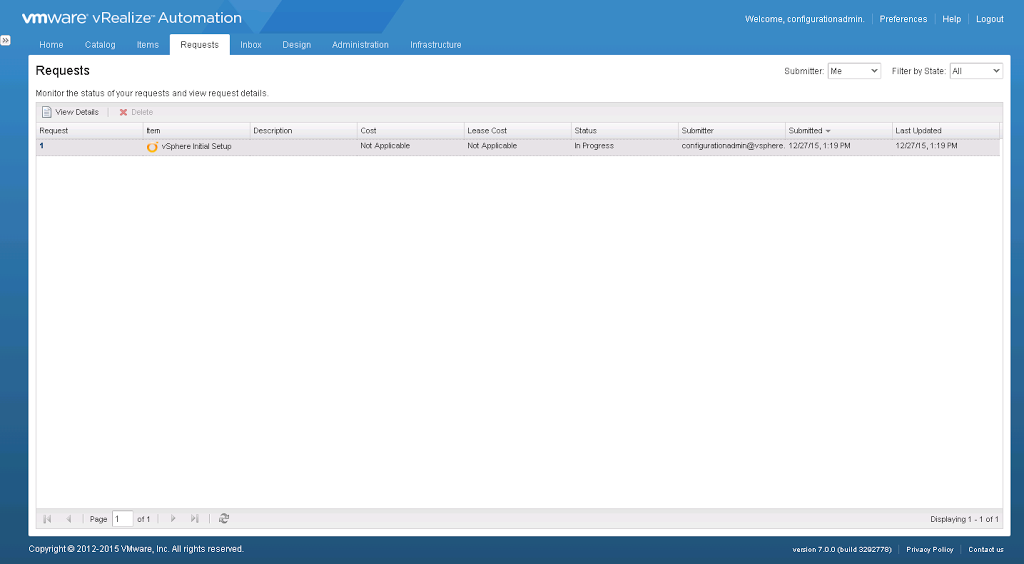 vmware vRealize Automation
Welcome, configurationadmin. Preferences Help Logout
Home Catalog Items Requests Inbox Design Administration Infrastructure
Requests
Submitter: Me Filter by State: All
Monitor the status of your requests and view request details.
View Details Delete
Request Item Description Cost Lease Cost Status Submitter Submitted Last Updated
1 vSphere Initial Setup Not Applicable Not Applicable In Progress configurationadmin@vsphere. 12/27/15, 1:19 PM 12/27/15, 1:19 PM
Page 1 of 1 Displaying 1 - 1 of 1
Copyright © 2012-2015 VMware, Inc. All rights reserved. version 7.0.0 (build 3292778) Privacy Policy Contact us